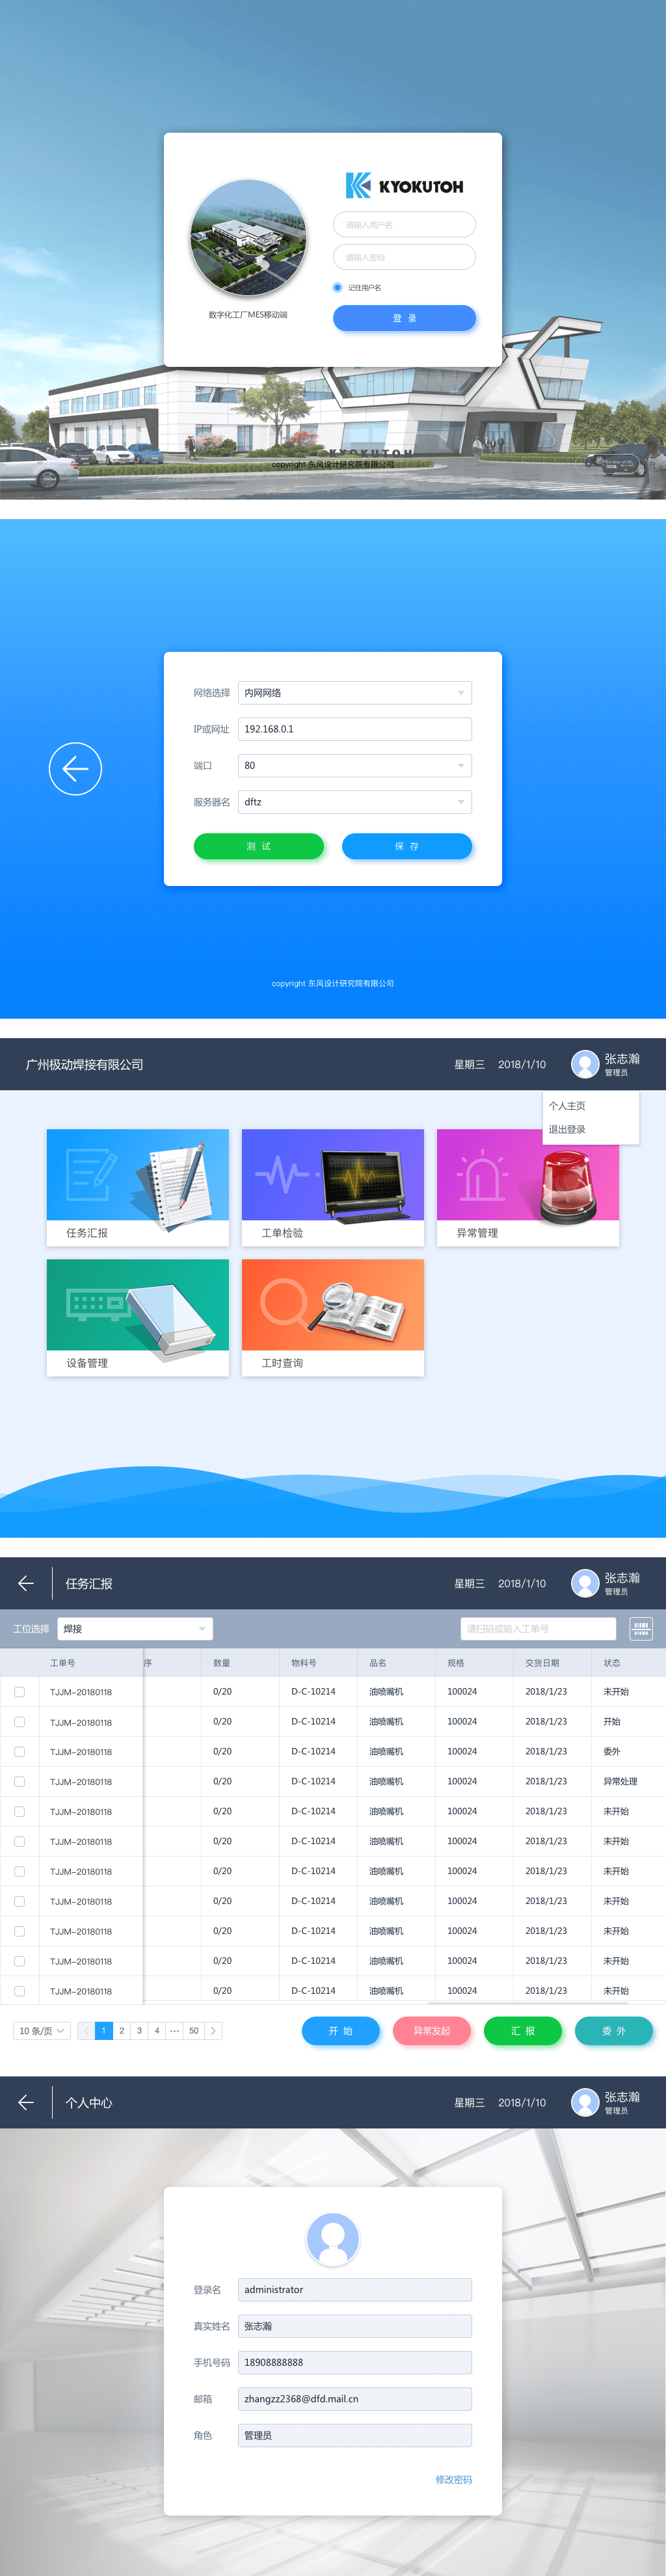 KYOKUTOH
请输入用户名
请输入密码
记住用户名
登 录
数字化工厂MES移动端
KYOKUTOH
copyright 东风设计研究院有限公司
网络选择 内网网络
IP或网址 192.168.0.1
端口 80
服务器名 dftz
测 试 保 存
copyright 东风设计研究院有限公司
广州极动焊接有限公司 星期三 2018/1/10 张志瀚
管理员
个人主页
退出登录
任务汇报 工单检验 异常管理
设备管理 工时查询
任务汇报 星期三 2018/1/10 张志瀚
管理员
工位选择 焊接 请扫码或输入工单号
工单号 序 数量 物料号 品名 规格 交货日期 状态
TJJM-20180118 0/20 D-C-10214 油喷嘴机 100024 2018/1/23 未开始
TJJM-20180118 0/20 D-C-10214 油喷嘴机 100024 2018/1/23 开始
TJJM-20180118 0/20 D-C-10214 油喷嘴机 100024 2018/1/23 委外
TJJM-20180118 0/20 D-C-10214 油喷嘴机 100024 2018/1/23 异常处理
TJJM-20180118 0/20 D-C-10214 油喷嘴机 100024 2018/1/23 未开始
TJJM-20180118 0/20 D-C-10214 油喷嘴机 100024 2018/1/23 未开始
TJJM-20180118 0/20 D-C-10214 油喷嘴机 100024 2018/1/23 未开始
TJJM-20180118 0/20 D-C-10214 油喷嘴机 100024 2018/1/23 未开始
TJJM-20180118 0/20 D-C-10214 油喷嘴机 100024 2018/1/23 未开始
TJJM-20180118 0/20 D-C-10214 油喷嘴机 100024 2018/1/23 未开始
TJJM-20180118 0/20 D-C-10214 油喷嘴机 100024 2018/1/23 未开始
10 条/页 1 2 3 4 ··· 50 开 始 异常发起 汇 报 委 外
个人中心 星期三 2018/1/10 张志瀚
管理员
登录名 administrator
真实姓名 张志瀚
手机号码 18908888888
邮箱 zhangzz2368@dfd.mail.cn
角色 管理员
修改密码